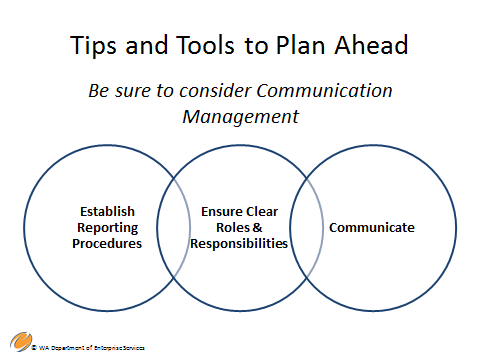 Tips and Tools to Plan Ahead
Be sure to consider Communication
Management
Establish
Reporting
Procedures
Ensure Clear
Roles &
Responsibilities
Communicate
© WA Department of Enterprise Services